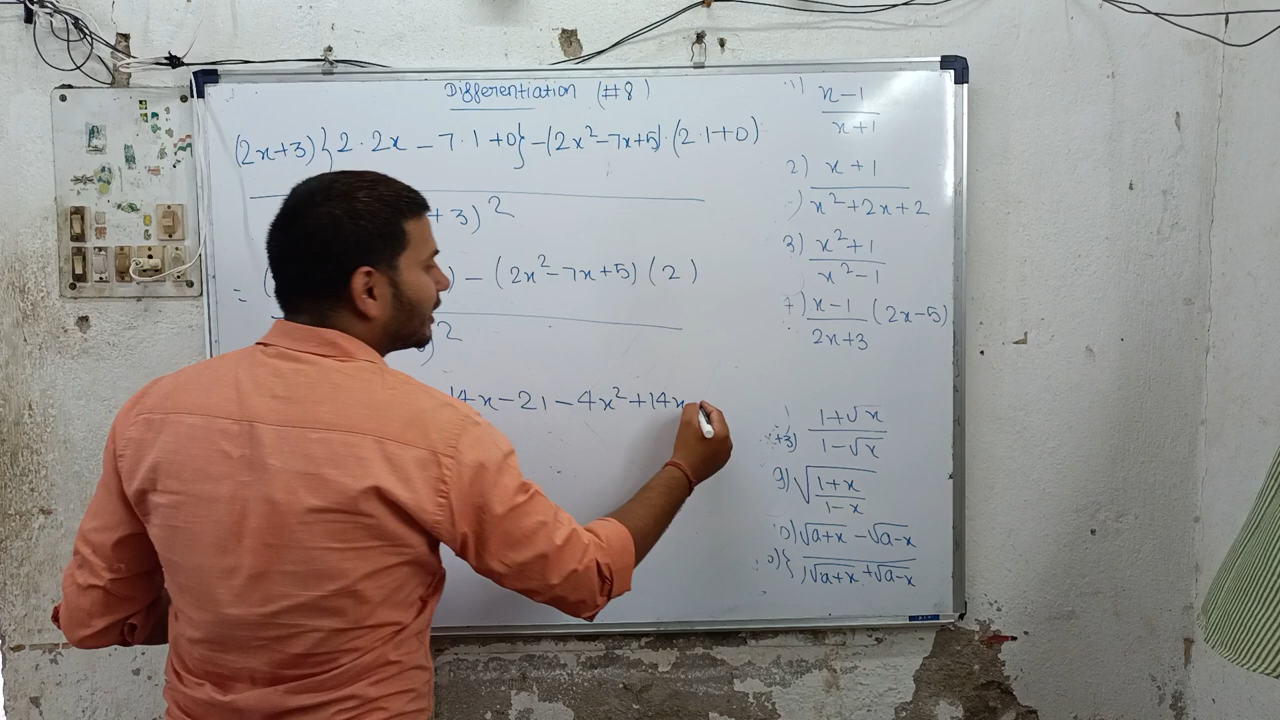 Differentiation (#8)
(2x+3){2·2x-7·1+0}-(2x²-7x+5)·(2·1+0)
+3)²
= ( ) - (2x²-7x+5) (2)
)²
14x-21-4x²+14x
1) x-1
x+1
2) x+1
x²+2x+2
3) x²+1
x²-1
7) x-1 (2x-5)
2x+3
1+√x
+3) 1-√x
9) √1+x
1-x
√a+x - √a-x
√a+x + √a-x